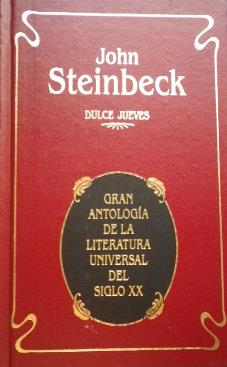 John
Steinbeck
DULCE JUEVES
GRAN
ANTOLOGÍA
DE LA
LITERATURA
UNIVERSAL
DEL
SIGLO XX